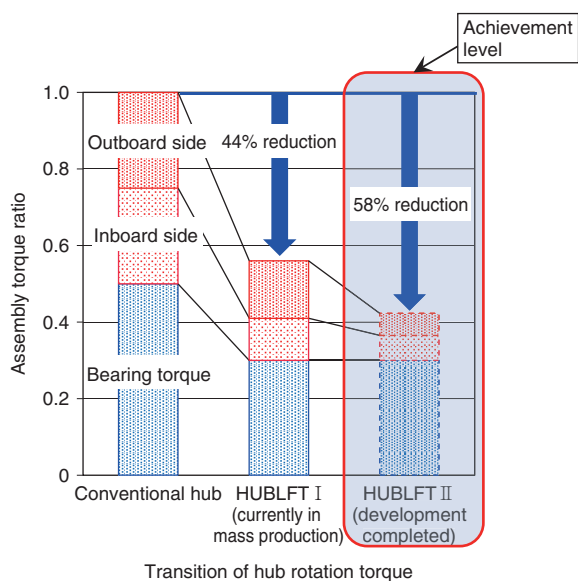 Achievement
level
1.0
0.8
0.6
0.4
0.2
0
Assembly torque ratio
Outboard side
Inboard side
Bearing torque
44% reduction
58% reduction
Conventional hub
HUBLFT Ⅰ
(currently in
mass production)
HUBLFT Ⅱ
(development
completed)
Transition of hub rotation torque